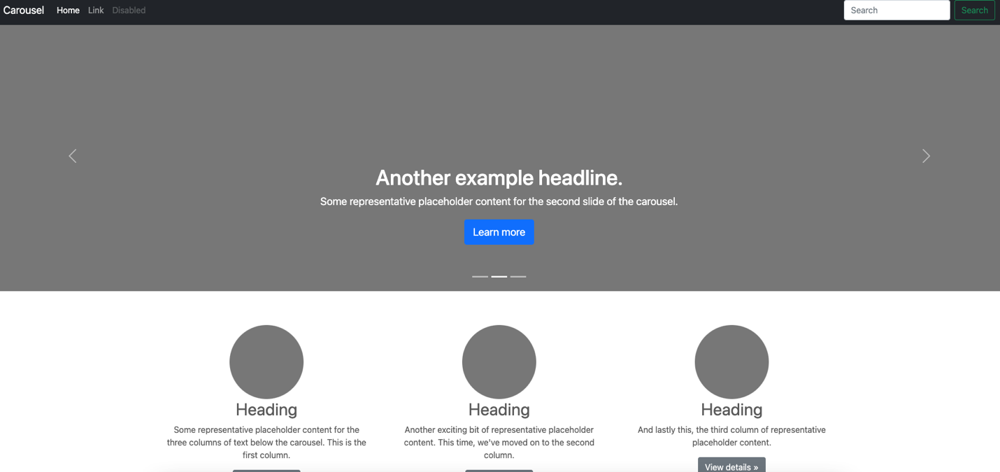 Carousel Home Link Disabled Search Search
Another example headline.
Some representative placeholder content for the second slide of the carousel.
Learn more
Heading
Some representative placeholder content for the
three columns of text below the carousel. This is the
first column.
Heading
Another exciting bit of representative placeholder
content. This time, we've moved on to the second
column.
Heading
And lastly this, the third column of representative
placeholder content.
View details »